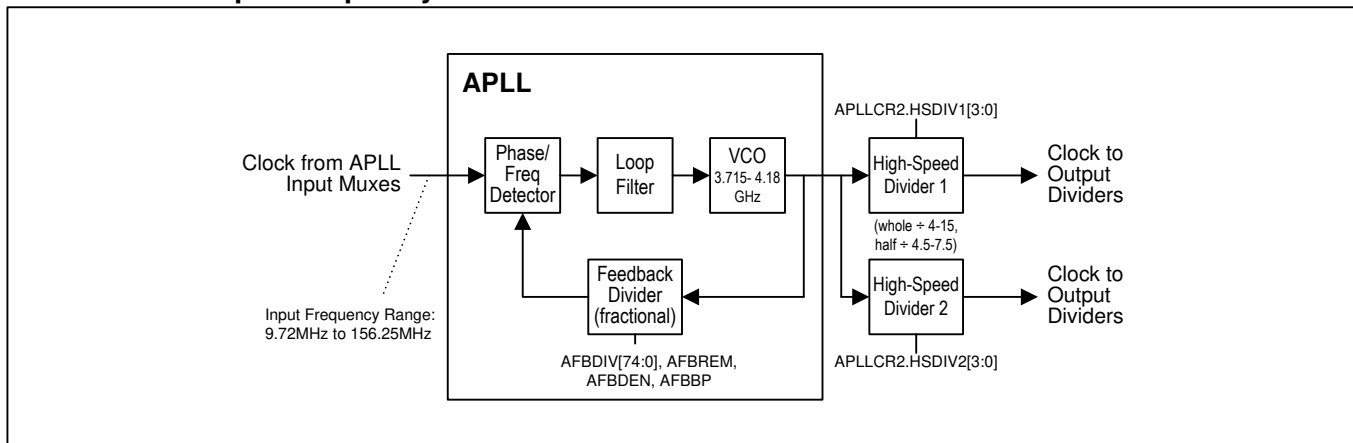 APLL
APLLCR2.HSDIV1[3:0]
Clock from APLL
Input Muxes
Phase/
Freq
Detector
Loop
Filter
VCO
3.715- 4.18
GHz
High-Speed
Divider 1
Clock to
Output
Dividers
(whole ÷ 4-15,
half ÷ 4.5-7.5)
Feedback
Divider
(fractional)
High-Speed
Divider 2
Clock to
Output
Dividers
Input Frequency Range:
9.72MHz to 156.25MHz
AFBDIV[74:0], AFBREM,
AFBDEN, AFBBP
APLLCR2.HSDIV2[3:0]